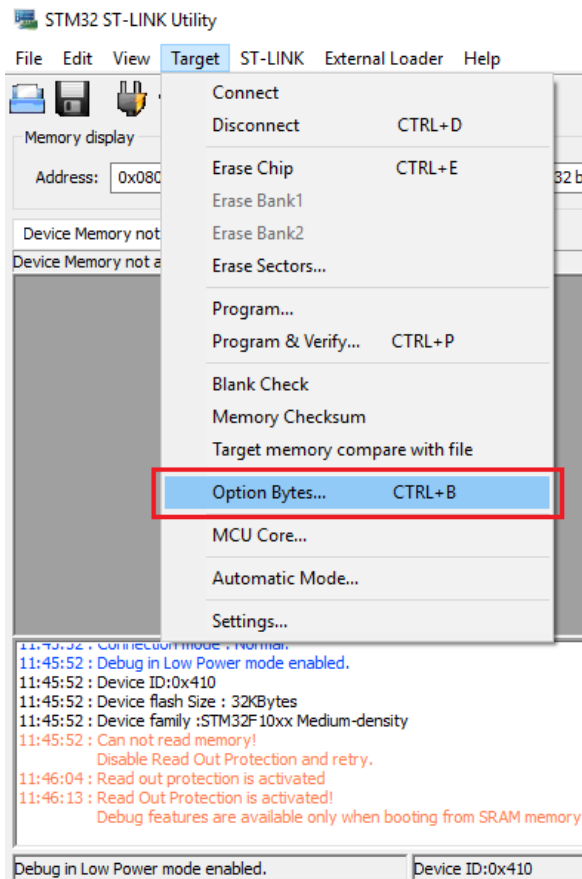 STM32 ST-LINK Utility
File Edit View Target ST-LINK External Loader Help
Memory display
Address: 0x080
32 b
Device Memory not
Device Memory not a
Connect
Disconnect CTRL+D
Erase Chip CTRL+E
Erase Bank1
Erase Bank2
Erase Sectors...
Program...
Program & Verify... CTRL+P
Blank Check
Memory Checksum
Target memory compare with file
Option Bytes... CTRL+B
MCU Core...
Automatic Mode...
Settings...
11:45:52 : Connection mode : Normal.
11:45:52 : Debug in Low Power mode enabled.
11:45:52 : Device ID:0x410
11:45:52 : Device flash Size : 32KBytes
11:45:52 : Device family :STM32F10xx Medium-density
11:45:52 : Can not read memory!
Disable Read Out Protection and retry.
11:46:04 : Read out protection is activated
11:46:13 : Read Out Protection is activated!
Debug features are available only when booting from SRAM memory
Debug in Low Power mode enabled. Device ID:0x410